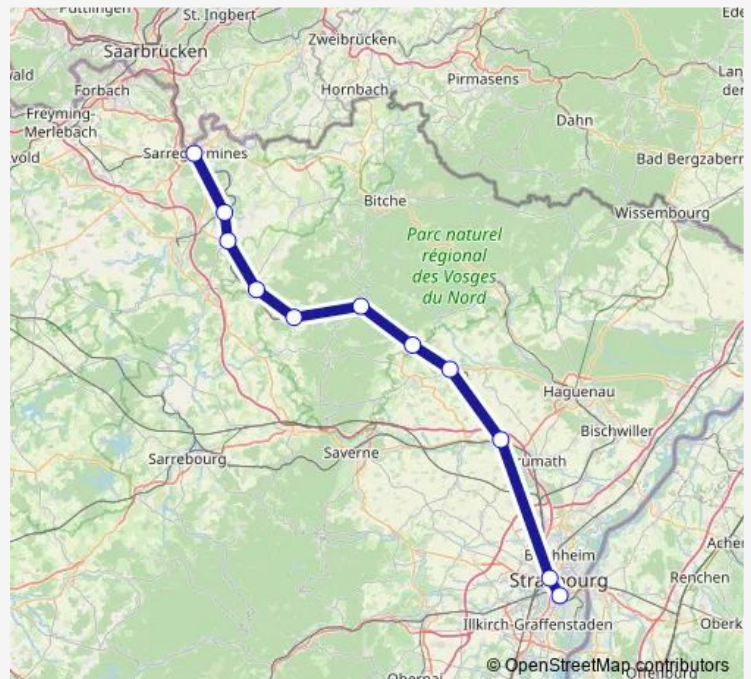 Püttlingen
St. Ingbert
Saarbrücken
Zweibrücken
Forbach
Hornbach
Pirmasens
Freyming-
Merlebach
Dahn
Bad Bergzabern
Bitche
Wissembourg
Parc naturel
régional
des Vosges
du Nord
Haguenau
Bischwiller
Saverne
Sarrebourg
Renchen
Illkirch-Graffenstaden
© OpenStreetMap contributors